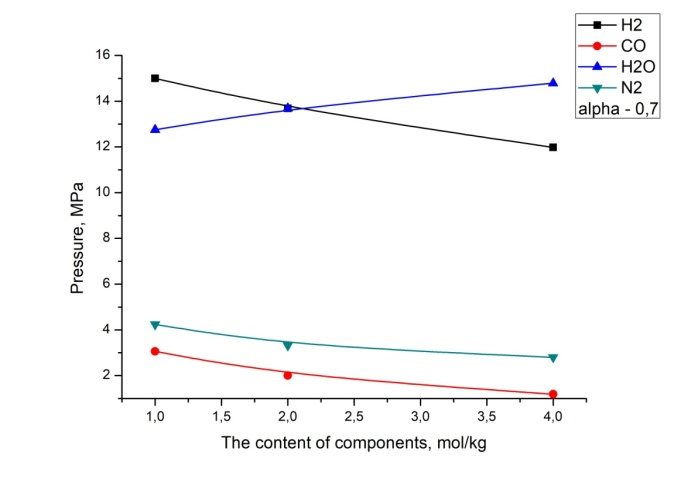 H2
CO
H2O
N2
alpha - 0,7
16
14
12
10
8
6
4
2
Pressure, MPa
1,0 1,5 2,0 2,5 3,0 3,5 4,0
The content of components, mol/kg